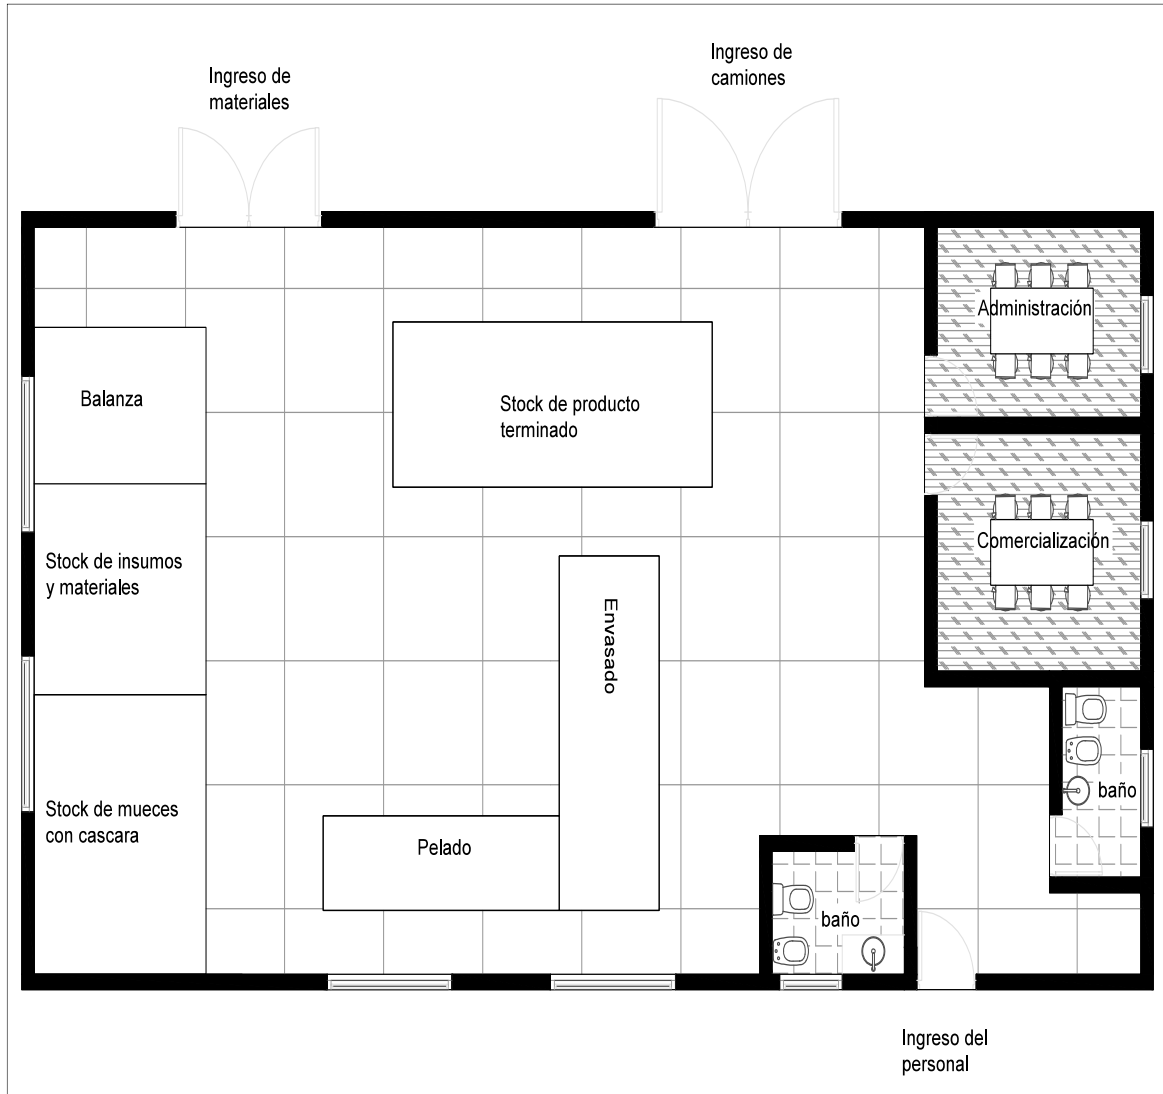 Ingreso de
materiales
Ingreso de
camiones
Administración
Balanza
Stock de producto
terminado
Comercialización
Stock de insumos
y materiales
Envasado
baño
Stock de mueces
con cascara
Pelado
baño
Ingreso del
personal